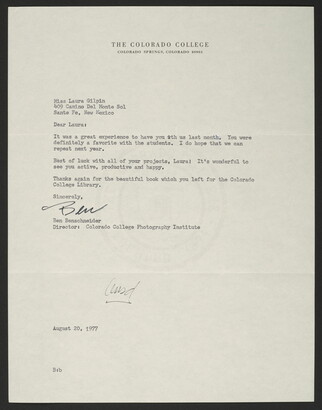 THE COLORADO COLLEGE
COLORADO SPRINGS, COLORADO 80903
Miss Laura Gilpin
409 Camino Del Monte Sol
Santa Fe, New Mexico
Dear Laura:
It was a great experience to have you with us last month. You were
definitely a favorite with the students. I do hope that we can
repeat next year.
Best of luck with all of your projects, Laura! It's wonderful to
see you active, productive and happy.
Thanks again for the beautiful book which you left for the Colorado
College Library.
Sincerely,
Ben
Ben Benschneider
Director: Colorado College Photography Institute
August 20, 1977